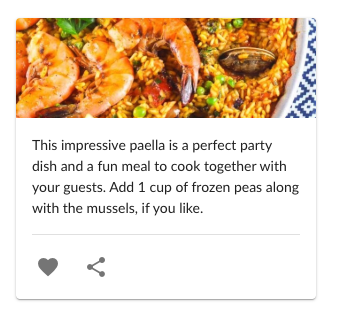 This impressive paella is a perfect party
dish and a fun meal to cook together with
your guests. Add 1 cup of frozen peas along
with the mussels, if you like.